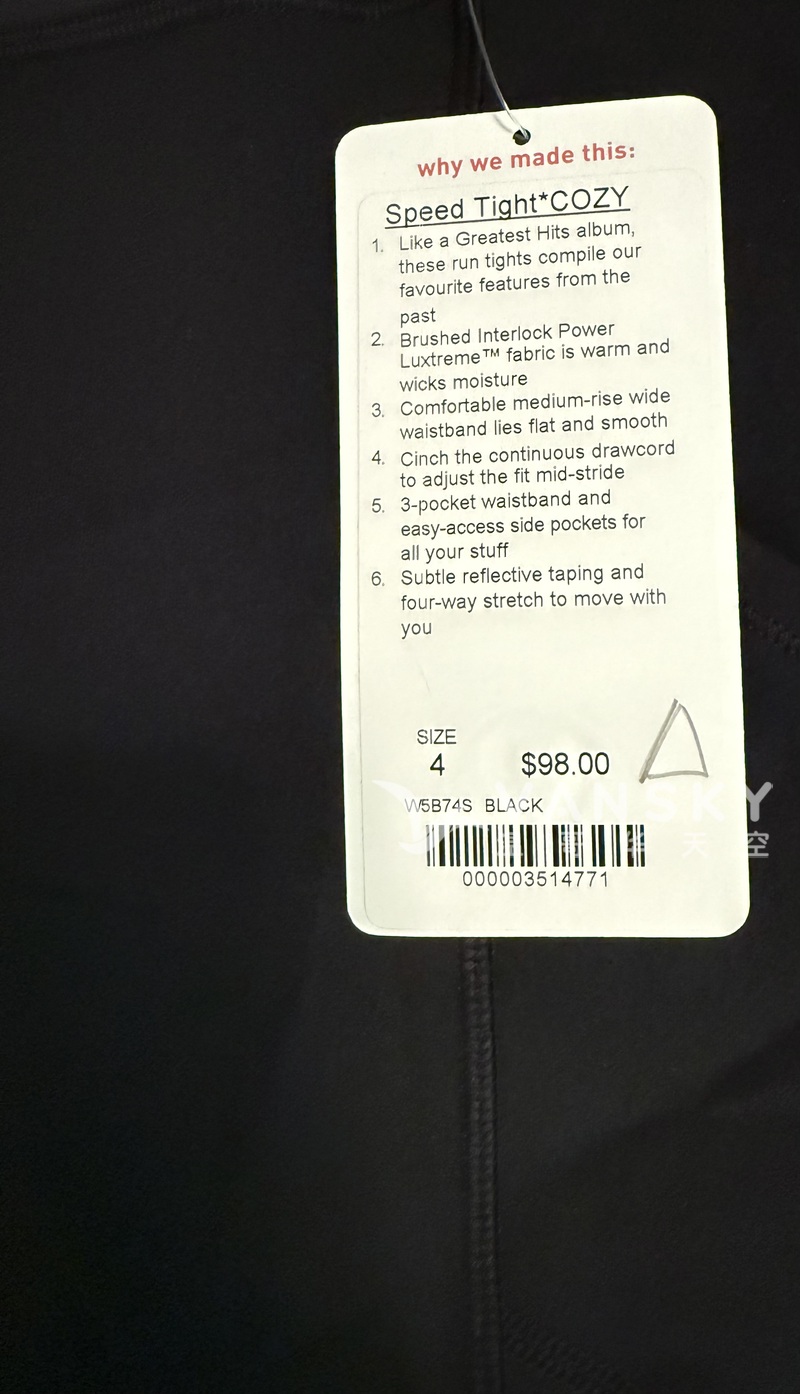 why we made this:
Speed Tight*COZY
1. Like a Greatest Hits album,
these run tights compile our
favourite features from the
past
2. Brushed Interlock Power
Luxtreme™ fabric is warm and
wicks moisture
3. Comfortable medium-rise wide
waistband lies flat and smooth
4. Cinch the continuous drawcord
to adjust the fit mid-stride
5. 3-pocket waistband and
easy-access side pockets for
all your stuff
6. Subtle reflective taping and
four-way stretch to move with
you
SIZE
4 $98.00
W5B74S BLACK
VANSKY
天 空
000003514771